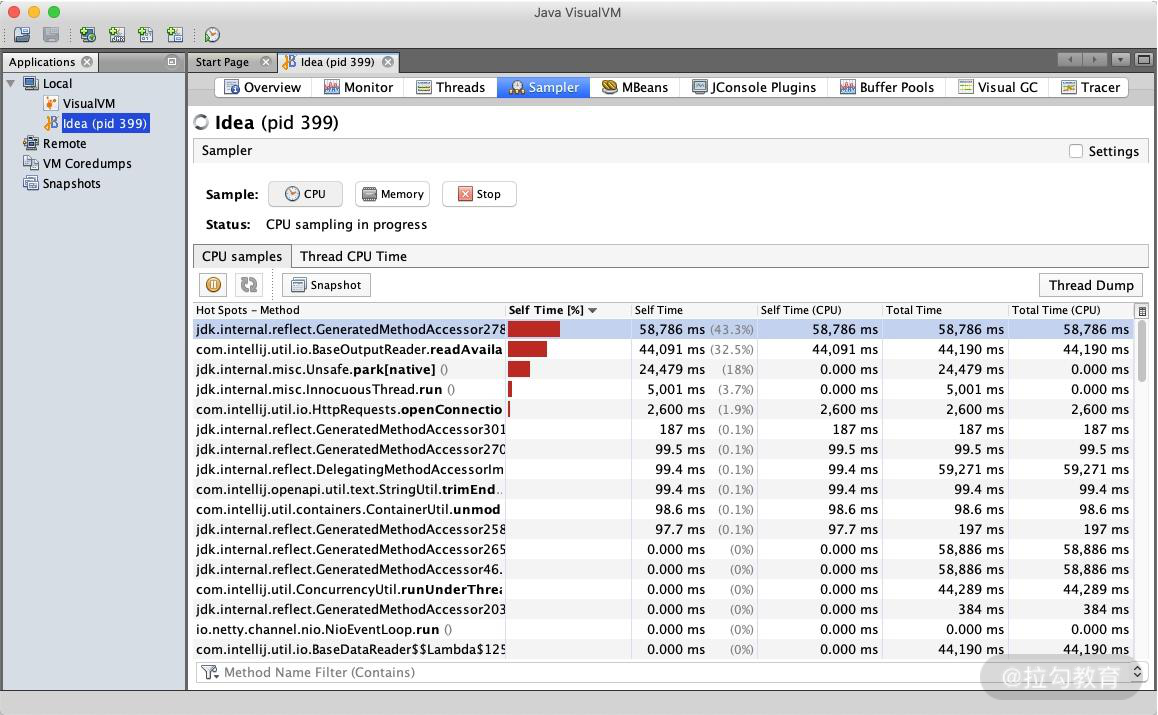 Java VisualVM
Applications
Start Page
Idea (pid 399)
Local
VisualVM
Idea (pid 399)
Remote
VM Coredumps
Snapshots
Overview Monitor Threads Sampler MBeans JConsole Plugins Buffer Pools Visual GC Tracer
Idea (pid 399)
Sampler Settings
Sample: CPU Memory Stop
Status: CPU sampling in progress
CPU samples Thread CPU Time
Snapshot Thread Dump
Hot Spots – Method Self Time [%] Self Time Self Time (CPU) Total Time Total Time (CPU)
jdk.internal.reflect.GeneratedMethodAccessor278 58,786 ms (43.3%) 58,786 ms 58,786 ms 58,786 ms
com.intellij.util.io.BaseOutputReader.readAvaila 44,091 ms (32.5%) 44,091 ms 44,190 ms 44,190 ms
jdk.internal.misc.Unsafe.park[native] () 24,479 ms (18%) 0.000 ms 24,479 ms 0.000 ms
jdk.internal.misc.InnocuousThread.run () 5,001 ms (3.7%) 0.000 ms 5,001 ms 0.000 ms
com.intellij.util.io.HttpRequests.openConnectio 2,600 ms (1.9%) 2,600 ms 2,600 ms 2,600 ms
jdk.internal.reflect.GeneratedMethodAccessor301 187 ms (0.1%) 187 ms 187 ms 187 ms
jdk.internal.reflect.GeneratedMethodAccessor270 99.5 ms (0.1%) 99.5 ms 99.5 ms 99.5 ms
jdk.internal.reflect.DelegatingMethodAccessorIm 99.4 ms (0.1%) 99.4 ms 59,271 ms 59,271 ms
com.intellij.openapi.util.text.StringUtil.trimEnd.. 99.4 ms (0.1%) 99.4 ms 99.4 ms 99.4 ms
com.intellij.util.containers.ContainerUtil.unmod 98.6 ms (0.1%) 98.6 ms 98.6 ms 98.6 ms
jdk.internal.reflect.GeneratedMethodAccessor258 97.7 ms (0.1%) 97.7 ms 197 ms 197 ms
jdk.internal.reflect.GeneratedMethodAccessor265 0.000 ms (0%) 0.000 ms 58,886 ms 58,886 ms
jdk.internal.reflect.GeneratedMethodAccessor46. 0.000 ms (0%) 0.000 ms 58,886 ms 58,886 ms
com.intellij.util.ConcurrencyUtil.runUnderThrea 0.000 ms (0%) 0.000 ms 44,289 ms 44,289 ms
jdk.internal.reflect.GeneratedMethodAccessor203 0.000 ms (0%) 0.000 ms 384 ms 384 ms
io.netty.channel.nio.NioEventLoop.run () 0.000 ms (0%) 0.000 ms 0.000 ms 0.000 ms
com.intellij.util.io.BaseDataReader$$Lambda$125 0.000 ms (0%) 0.000 ms 44,190 ms 44,190 ms
Method Name Filter (Contains)
@拉勾教育